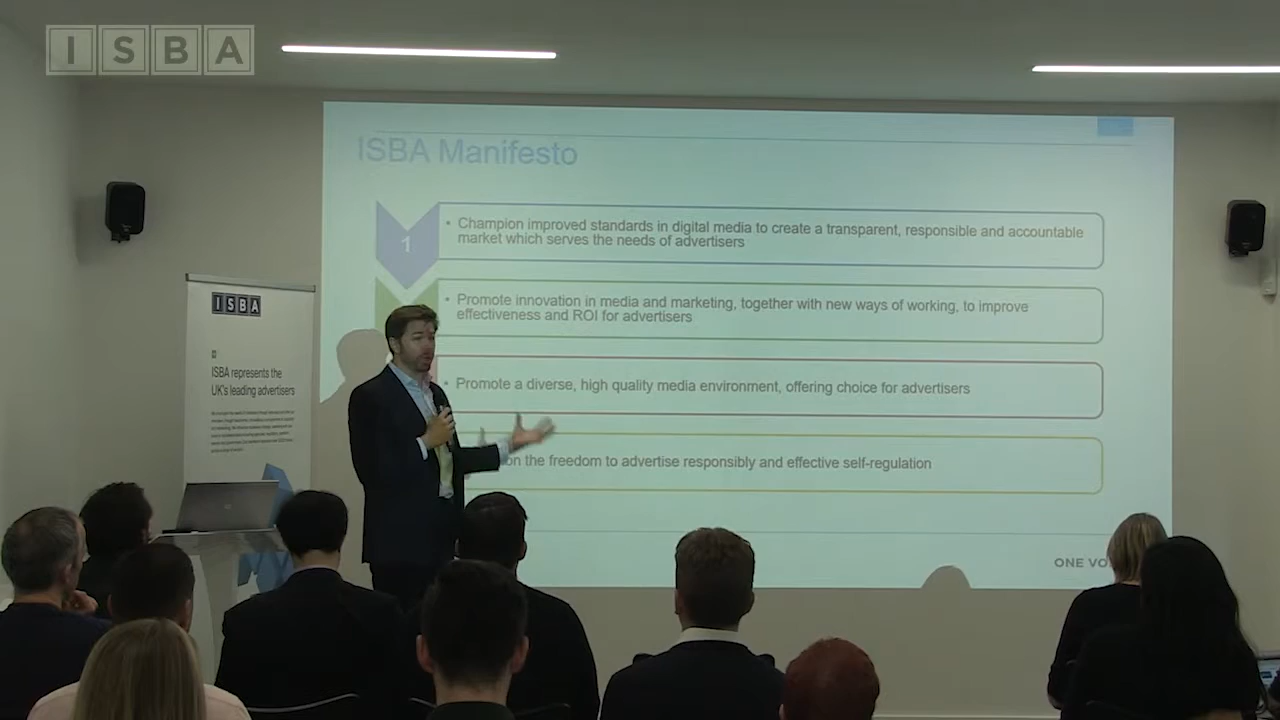 ISBA
ISBA Manifesto
1
• Champion improved standards in digital media to create a transparent, responsible and accountable
market which serves the needs of advertisers
• Promote innovation in media and marketing, together with new ways of working, to improve
effectiveness and ROI for advertisers
• Promote a diverse, high quality media environment, offering choice for advertisers
on the freedom to advertise responsibly and effective self-regulation
ONE VO
ISBA
ISBA represents the
UK's leading advertisers